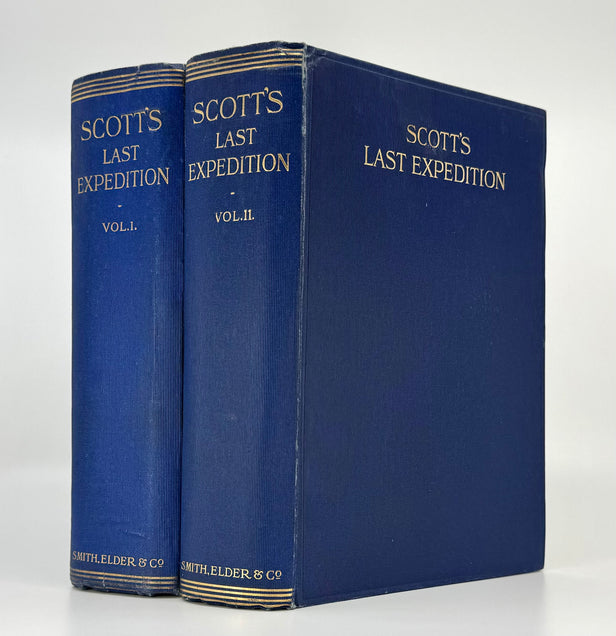 SCOTT'S
LAST
EXPEDITION
-
VOL.I.
SMITH, ELDER & Co
SCOTT'S
LAST
EXPEDITION
-
VOL.II.
SMITH, ELDER & Co
SCOTT'S
LAST EXPEDITION